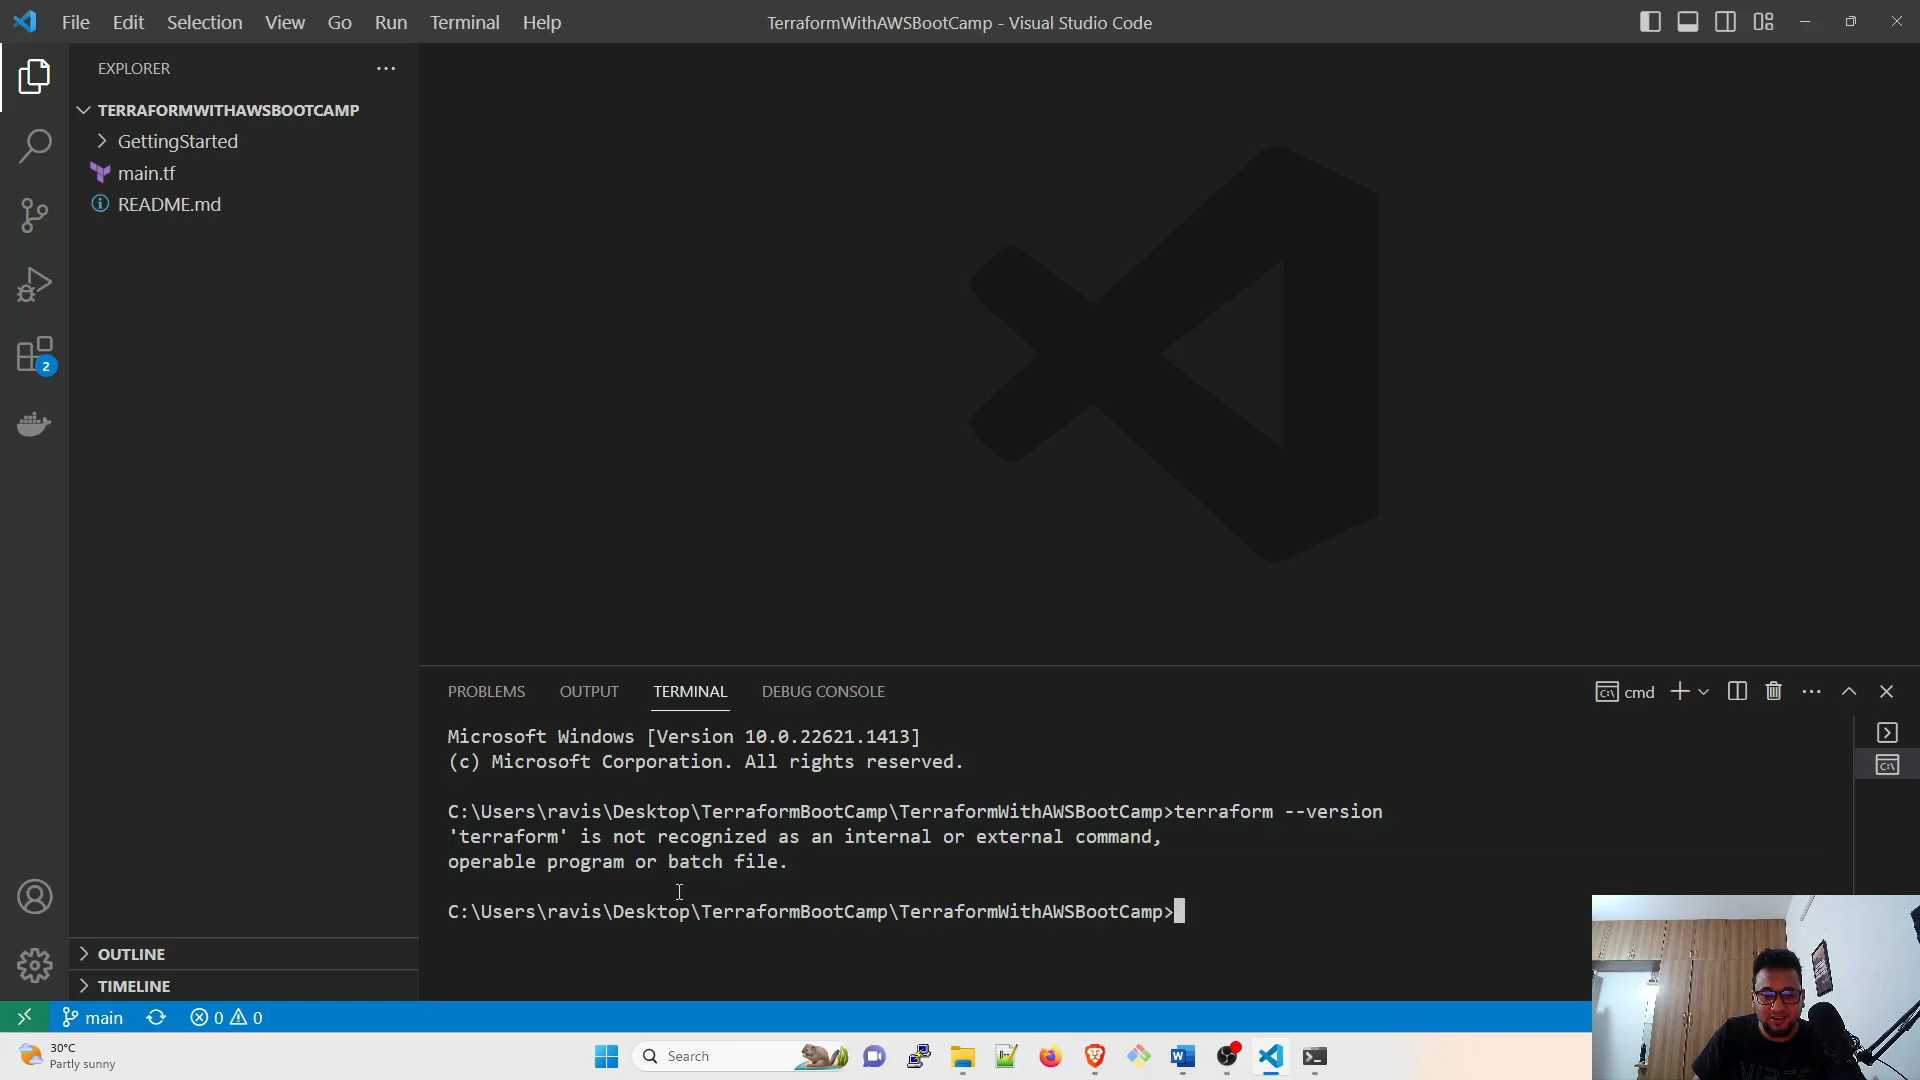 File Edit Selection View Go Run Terminal Help
TerraformWithAWSBootCamp - Visual Studio Code
EXPLORER
TERRAFORMWITHAWSBOOTCAMP
GettingStarted
main.tf
README.md
2
PROBLEMS OUTPUT TERMINAL DEBUG CONSOLE
cmd
Microsoft Windows [Version 10.0.22621.1413]
(c) Microsoft Corporation. All rights reserved.
C:\Users\ravis\Desktop\TerraformBootCamp\TerraformWithAWSBootCamp>terraform --version
'terraform' is not recognized as an internal or external command,
operable program or batch file.
C:\Users\ravis\Desktop\TerraformBootCamp\TerraformWithAWSBootCamp>
OUTLINE
TIMELINE
main 0 0
30°C
Partly sunny
Search